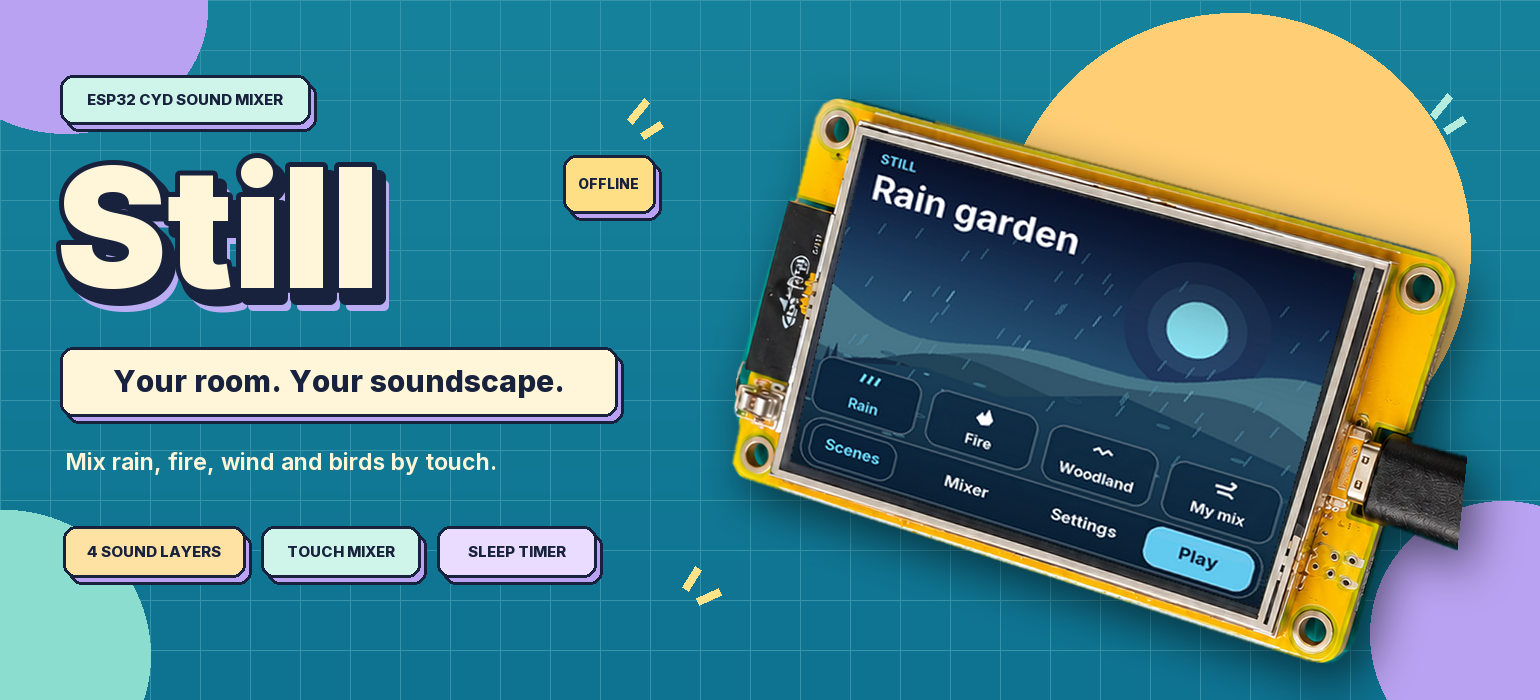 ESP32 CYD SOUND MIXER
Still
OFFLINE
Your room. Your soundscape.
Mix rain, fire, wind and birds by touch.
4 SOUND LAYERS
TOUCH MIXER
SLEEP TIMER
STILL
Rain garden
Rain
Fire
Woodland
My mix
Scenes
Mixer
Settings
Play